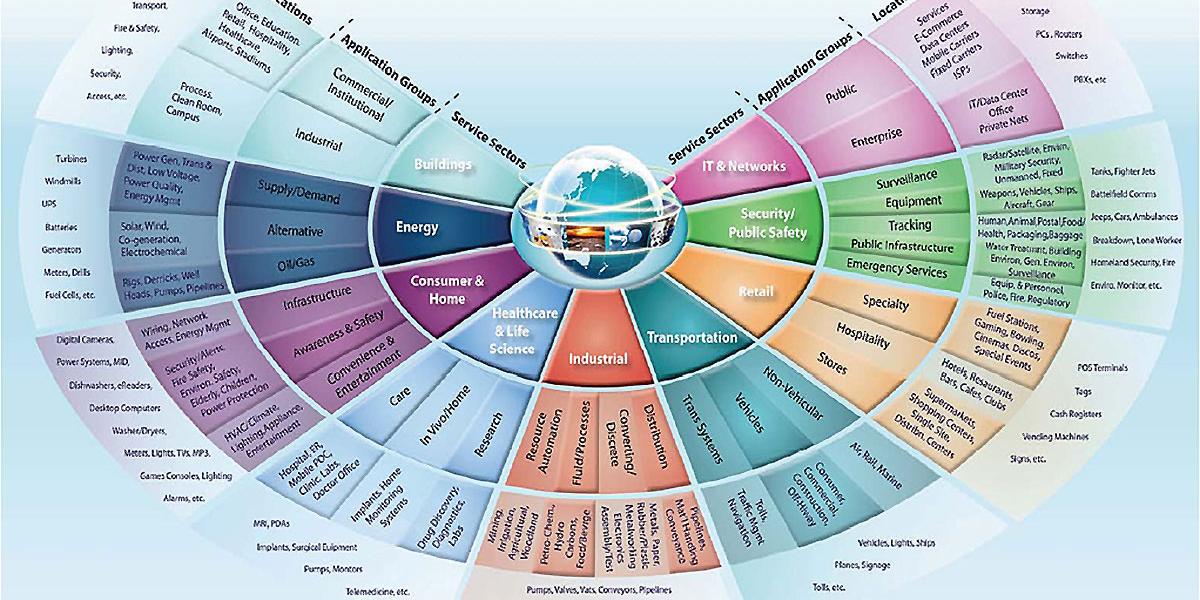 Transport,
Fire & Safety,
Lighting,
Security,
Access, etc.
Office, Education,
Retail, Hospitality,
Healthcare,
Airports, Stadiums
Process,
Clean Room,
Campus
Application Groups
Commercial/
Institutional
Industrial
Service Sectors
Buildings
Turbines
Windmills
UPS
Batteries
Generators
Meters, Drills
Fuel Cells, etc.
Power Gen, Trans &
Dist, Low Voltage,
Power Quality,
Energy Mgmt
Solar, Wind,
Co-generation,
Electrochemical
Rigs, Derricks, Well
Heads, Pumps, Pipelines
Supply/Demand
Alternative
Oil/Gas
Energy
Digital Cameras,
Power Systems, MID,
Dishwashers, eReaders,
Desktop Computers
Washer/Dryers,
Meters, Lights, TVs, MP3,
Games Consoles, Lighting
Alarms, etc.
Wiring, Network
Access, Energy Mgmt
Security/Alerts
Fire Safety,
Environ. Safety,
Elderly, Children,
Power Protection
HVAC/Climate,
Lighting, Appliance,
Entertainment
Infrastructure
Awareness & Safety
Convenience &
Entertainment
Consumer &
Home
MRI, PDAs
Implants, Surgical Euipment
Pumps, Montors
Telemedicine, etc.
Hospital, ER,
Mobile POC,
Clinic, Labs,
Doctor Office
Implants, Home
Monitoring
Systems
Drug Discovery,
Diagnostics,
Labs
Care
In Vivo/Home
Research
Healthcare
& Life
Science
Industrial
Resource
Automation
Fluid/Processes
Converting/
Discrete
Distribution
Mining,
Irrigation,
Agricultural,
Woodland
Petro-Chem,
Hydro
Carbons,
Food/Bevrge
Metals, Paper,
Rubber/Plastic
Metalworking
Electronics
Assembly/Test
Pipelines,
Mat'l Handling
Conveyance
Pumps, Valves, Vats, Conveyors, Pipelines
Transportation
Trans Systems
Vehicles
Non-Vehicular
Tolls,
Traffic Mgmt
Navigation
Consumer,
Commercial,
Construction,
Off-Hiway
Air, Rail, Marine
Vehicles, Lights, Ships
Planes, Signage
Tolls, etc.
Retail
Specialty
Hospitality
Stores
Fuel Stations,
Gaming, Bowling,
Cinemas, Discos,
Special Events
Hotels, Resaurants,
Bars, Cafes, Clubs
Supermarkets,
Shopping Centers,
Single Site,
Distribn. Centers
POS Terminals
Tags
Cash Registers
Vending Machines
Signs, etc.
Security/
Public Safety
Surveillance
Equipment
Tracking
Public Infrastructure
Emergency Services
Radar/Satellite, Environ,
Military Security,
Unmanned, Fixed
Weapons, Vehicles, Ships,
Aircraft, Gear
Human, Animal, Postal, Food/
Health, Packaging, Baggage
Water Treatment, Building
Environ, Gen. Environ,
Surveillance
Equip, & Personnel,
Police, Fire, Regulatory
Tanks, Fighter Jets
Battelfield Comms
Jeeps, Cars, Ambulances
Breakdown, Lone Worker
Homeland Security, Fire
Enviro, Monitor, etc.
Service Sectors
IT & Networks
Application Groups
Public
Enterprise
Services
E-Commerce
Data Centers
Mobile Carriers
Fixed Carriers
ISPs
IT/Data Center
Office
Private Nets
Storage
PCs, Routers
Switches
PBXs, etc